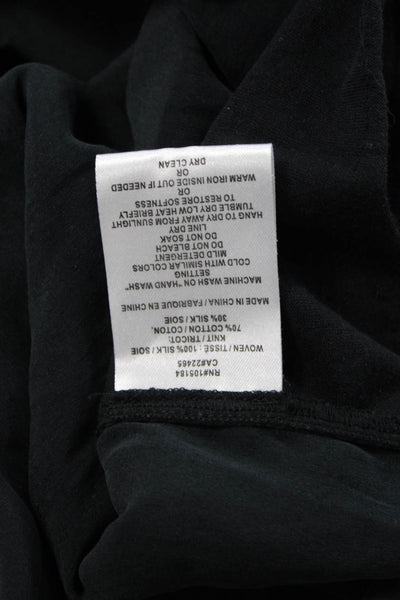 RN#105184
CA#22465
WOVEN / TISSÉ : 100% SILK / SOIE
KNIT / TRICOT:
70% COTTON / COTON,
30% SILK / SOIE
MADE IN CHINA / FABRIQUE EN CHINE
MACHINE WASH ON "HAND WASH"
SETTING
COLD WITH SIMILAR COLORS
MILD DETERGENT
DO NOT BLEACH
DO NOT SOAK
LINE DRY
HANG TO DRY AWAY FROM SUNLIGHT
TUMBLE DRY LOW HEAT BRIEFLY
TO RESTORE SOFTNESS
OR
WARM IRON INSIDE OUT IF NEEDED
OR
DRY CLEAN